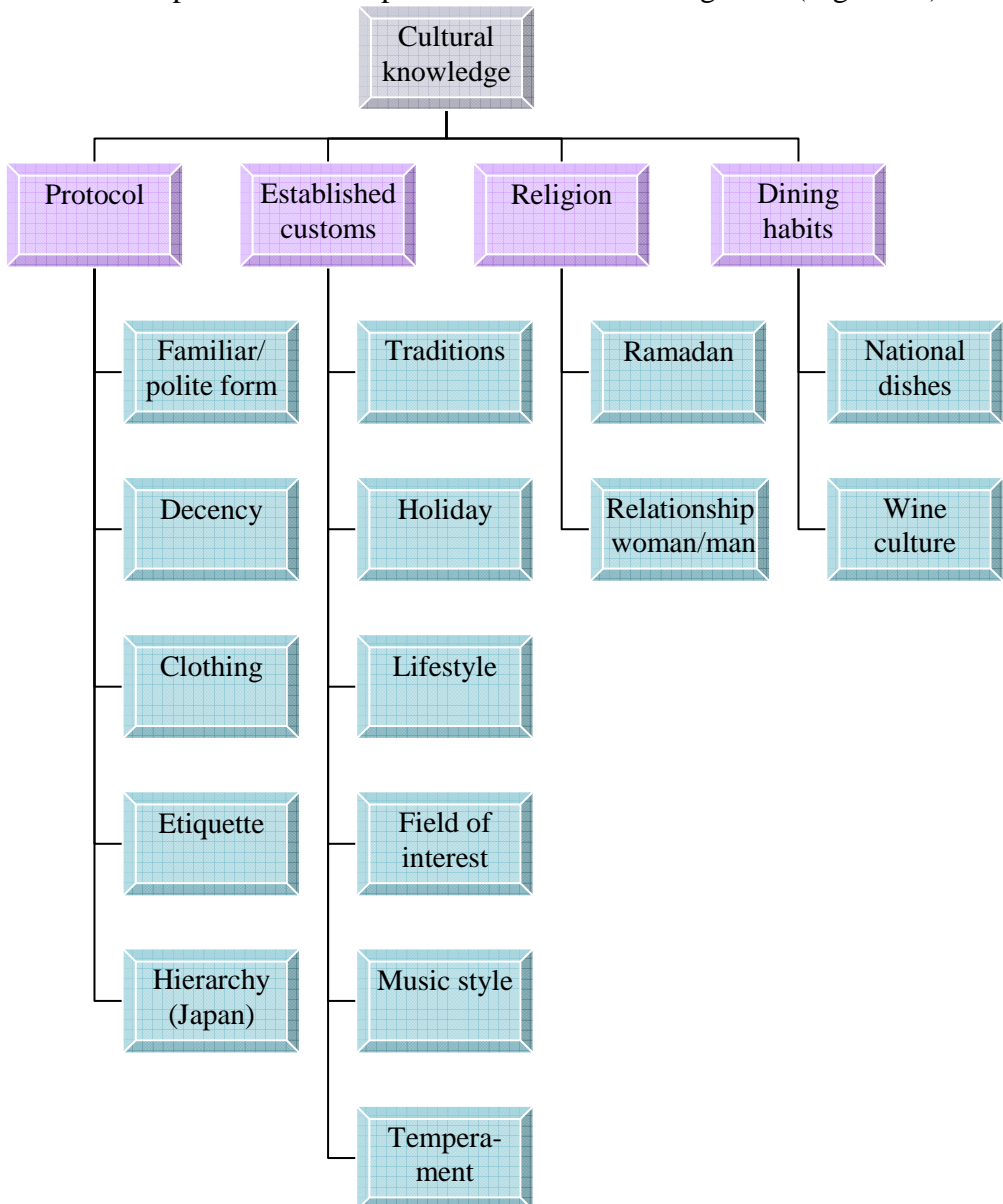 Cultural
knowledge
Protocol
Established
customs
Religion
Dining
habits
Familiar/
polite form
Traditions
Ramadan
National
dishes
Decency
Holiday
Relationship
woman/man
Wine
culture
Clothing
Lifestyle
Etiquette
Field of
interest
Hierarchy
(Japan)
Music style
Tempera-
ment